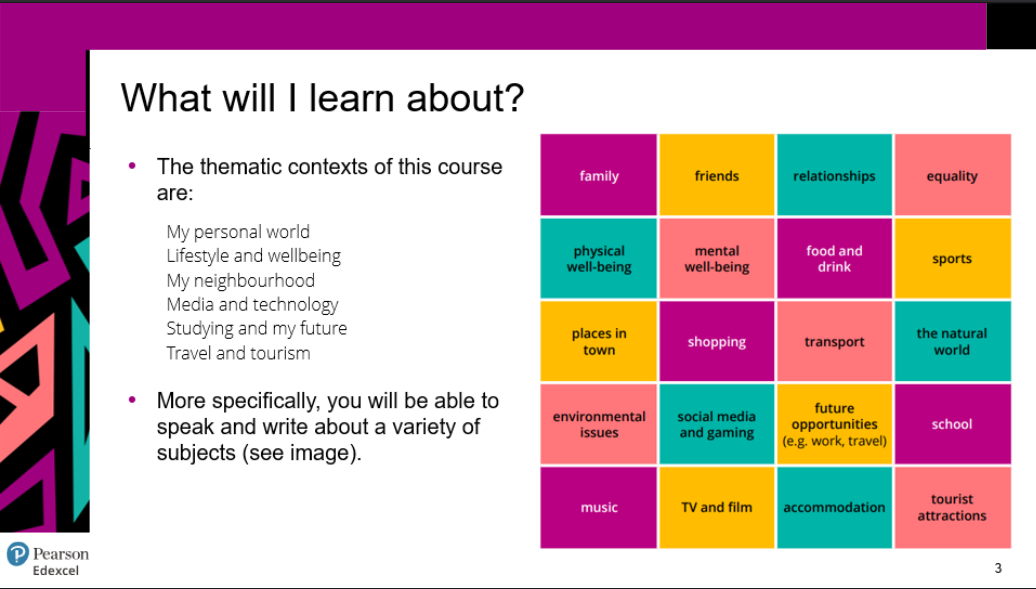 What will I learn about?
• The thematic contexts of this course
are:
My personal world
Lifestyle and wellbeing
My neighbourhood
Media and technology
Studying and my future
Travel and tourism
• More specifically, you will be able to
speak and write about a variety of
subjects (see image).
family
friends
relationships
equality
physical
well-being
mental
well-being
food and
drink
sports
places in
town
shopping
transport
the natural
world
environmental
issues
social media
and gaming
future
opportunities
(e.g. work, travel)
school
music
TV and film
accommodation
tourist
attractions
P Pearson
Edexcel
3